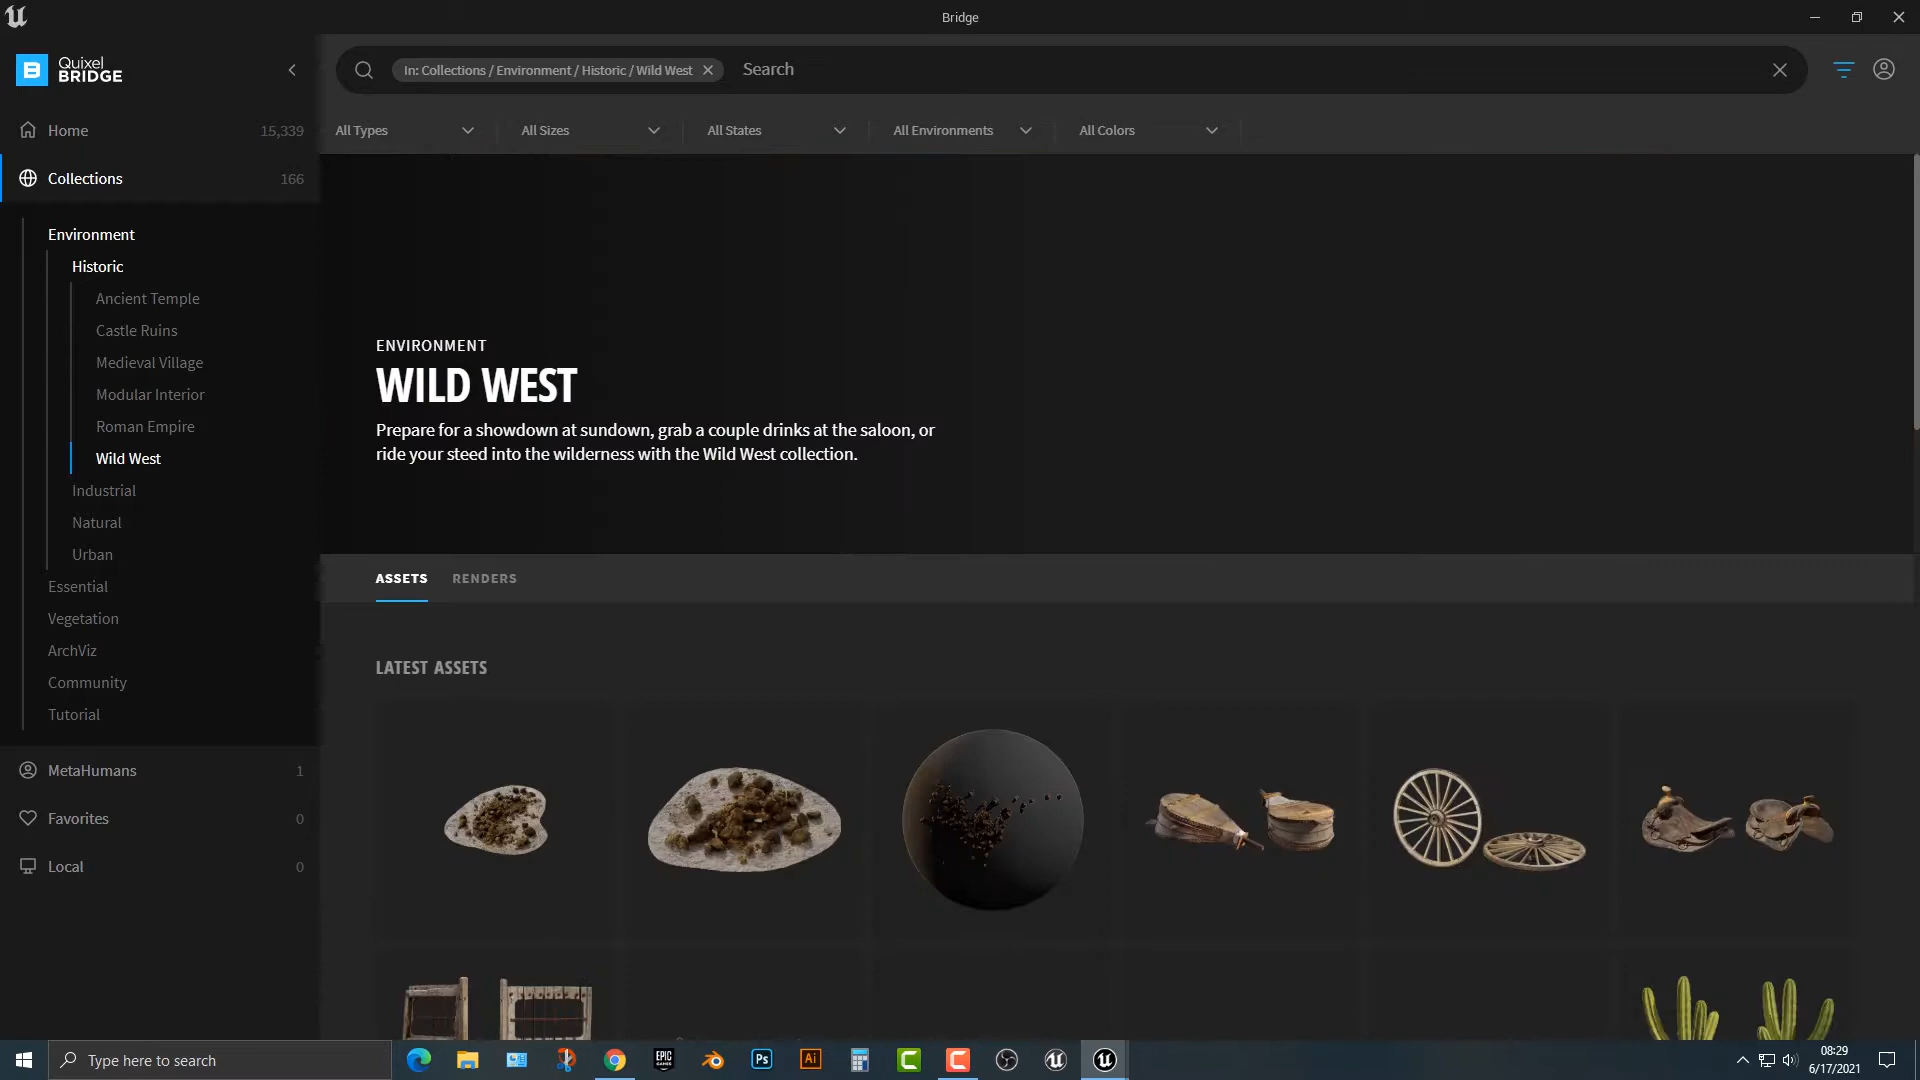 Bridge
Quixel
BRIDGE
In: Collections / Environment / Historic / Wild West
Search
Home 15,339
All Types
All Sizes
All States
All Environments
All Colors
Collections 166
Environment
Historic
Ancient Temple
Castle Ruins
Medieval Village
Modular Interior
Roman Empire
Wild West
Industrial
Natural
Urban
Essential
Vegetation
ArchViz
Community
Tutorial
MetaHumans 1
Favorites 0
Local 0
ENVIRONMENT
WILD WEST
Prepare for a showdown at sundown, grab a couple drinks at the saloon, or
ride your steed into the wilderness with the Wild West collection.
ASSETS RENDERS
LATEST ASSETS
Type here to search
EPIC
GAMES
Ps
Ai
08:29
6/17/2021